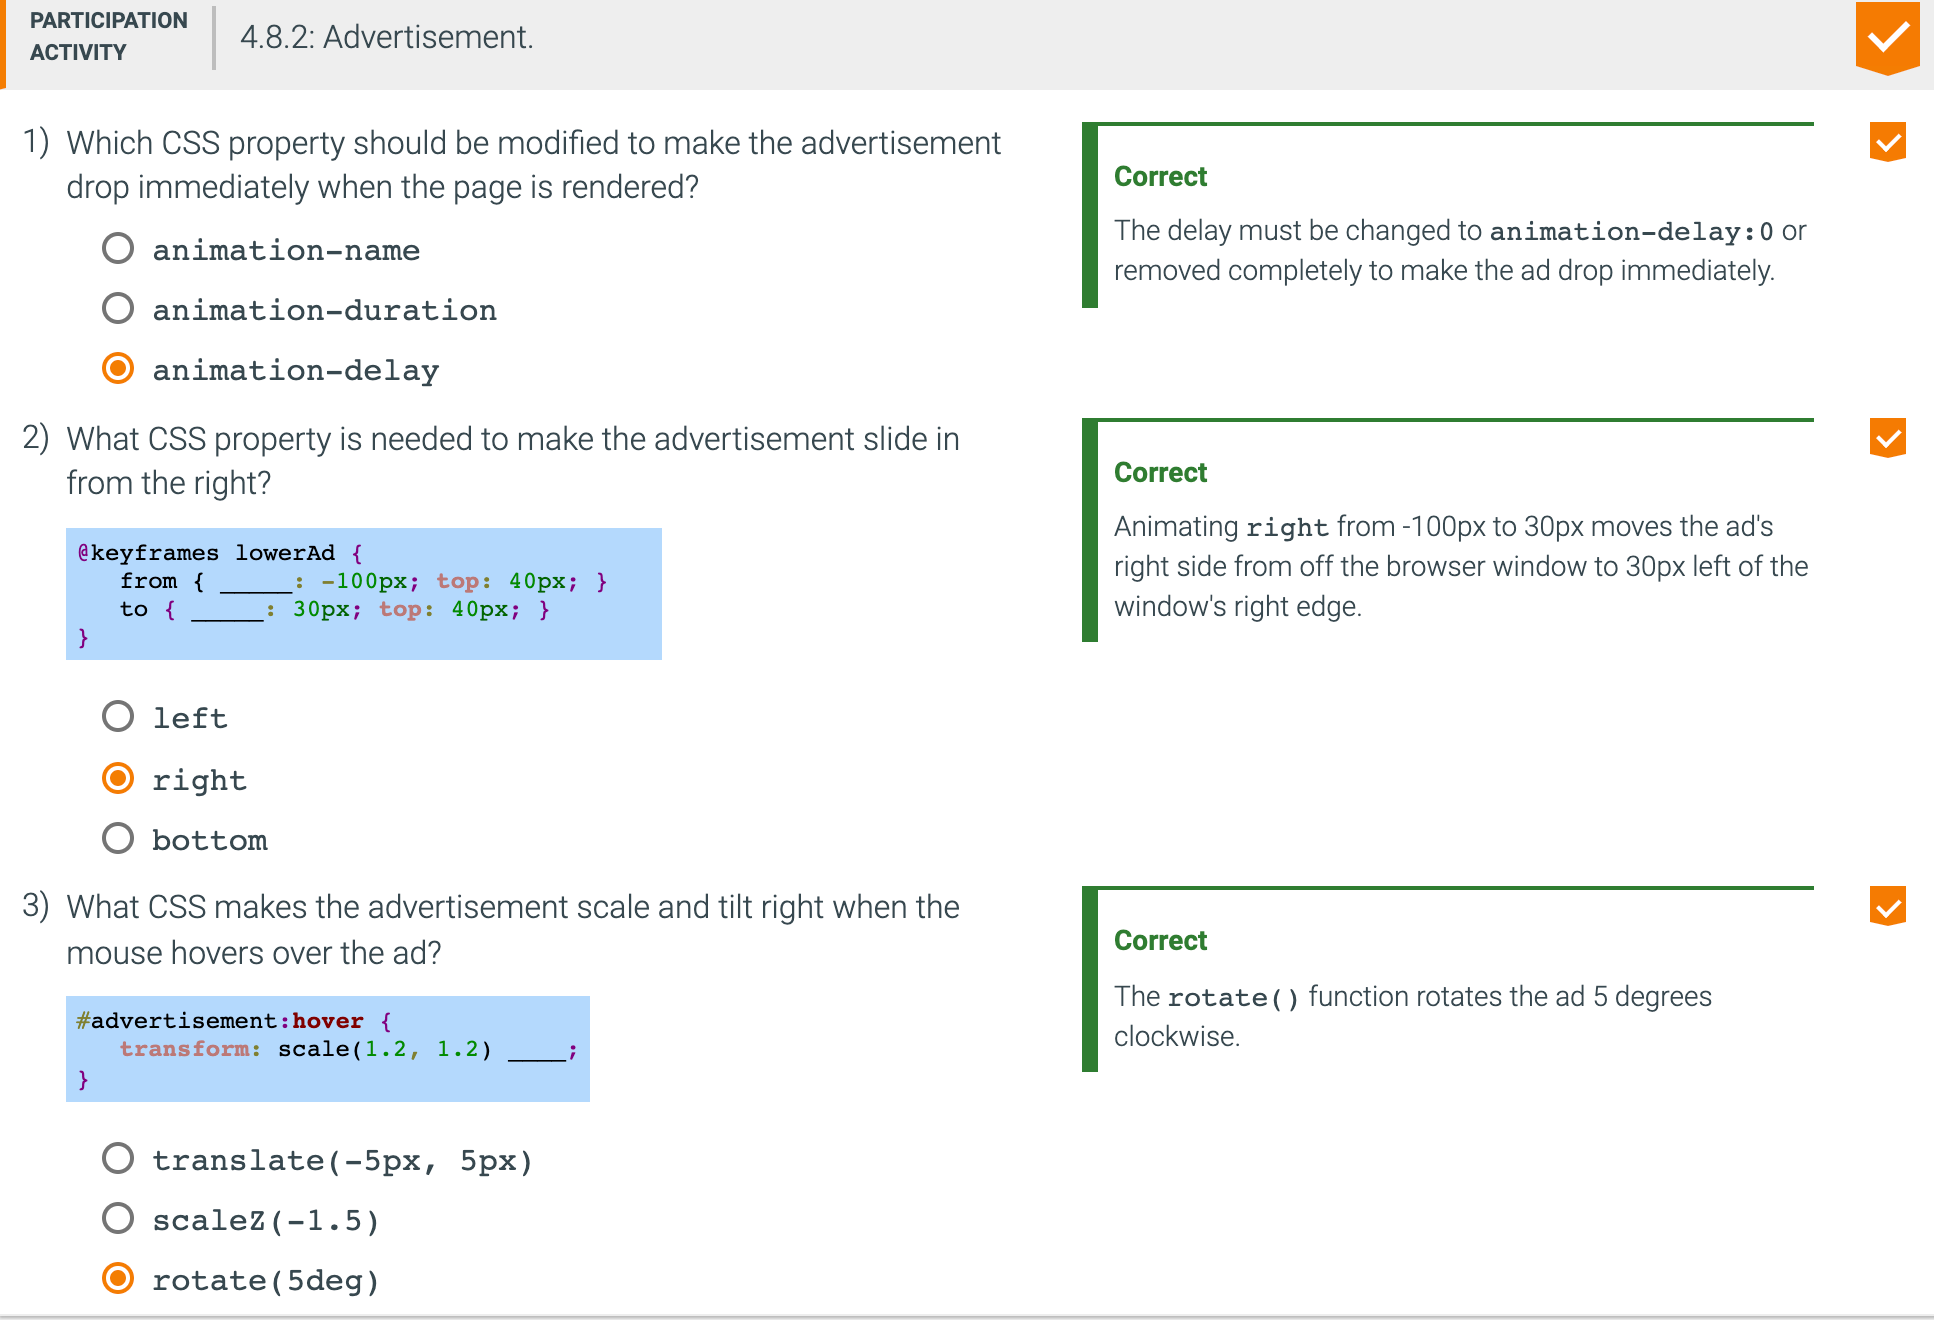 PARTICIPATION
ACTIVITY
4.8.2: Advertisement.
1) Which CSS property should be modified to make the advertisement
drop immediately when the page is rendered?
animation-name
animation-duration
animation-delay
Correct
The delay must be changed to animation-delay:0 or
removed completely to make the ad drop immediately.
2) What CSS property is needed to make the advertisement slide in
from the right?
@keyframes lowerAd {
from { _____: -100px; top: 40px; }
to { _____: 30px; top: 40px; }
}
left
right
bottom
Correct
Animating right from -100px to 30px moves the ad's
right side from off the browser window to 30px left of the
window's right edge.
3) What CSS makes the advertisement scale and tilt right when the
mouse hovers over the ad?
#advertisement:hover {
transform: scale(1.2, 1.2) ____;
}
translate(-5px, 5px)
scaleZ(-1.5)
rotate(5deg)
Correct
The rotate() function rotates the ad 5 degrees
clockwise.